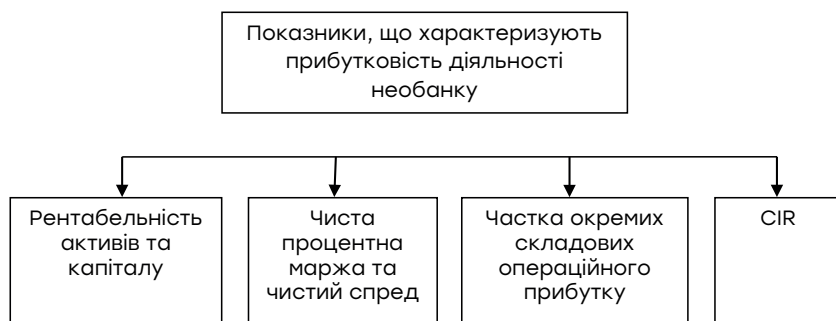 Показники, що характеризують
прибутковість діяльності
необанку
Рентабельність
активів та
капіталу
Чиста
процентна
маржа та
чистий спред
Частка окремих
складових
операційного
прибутку
CIR